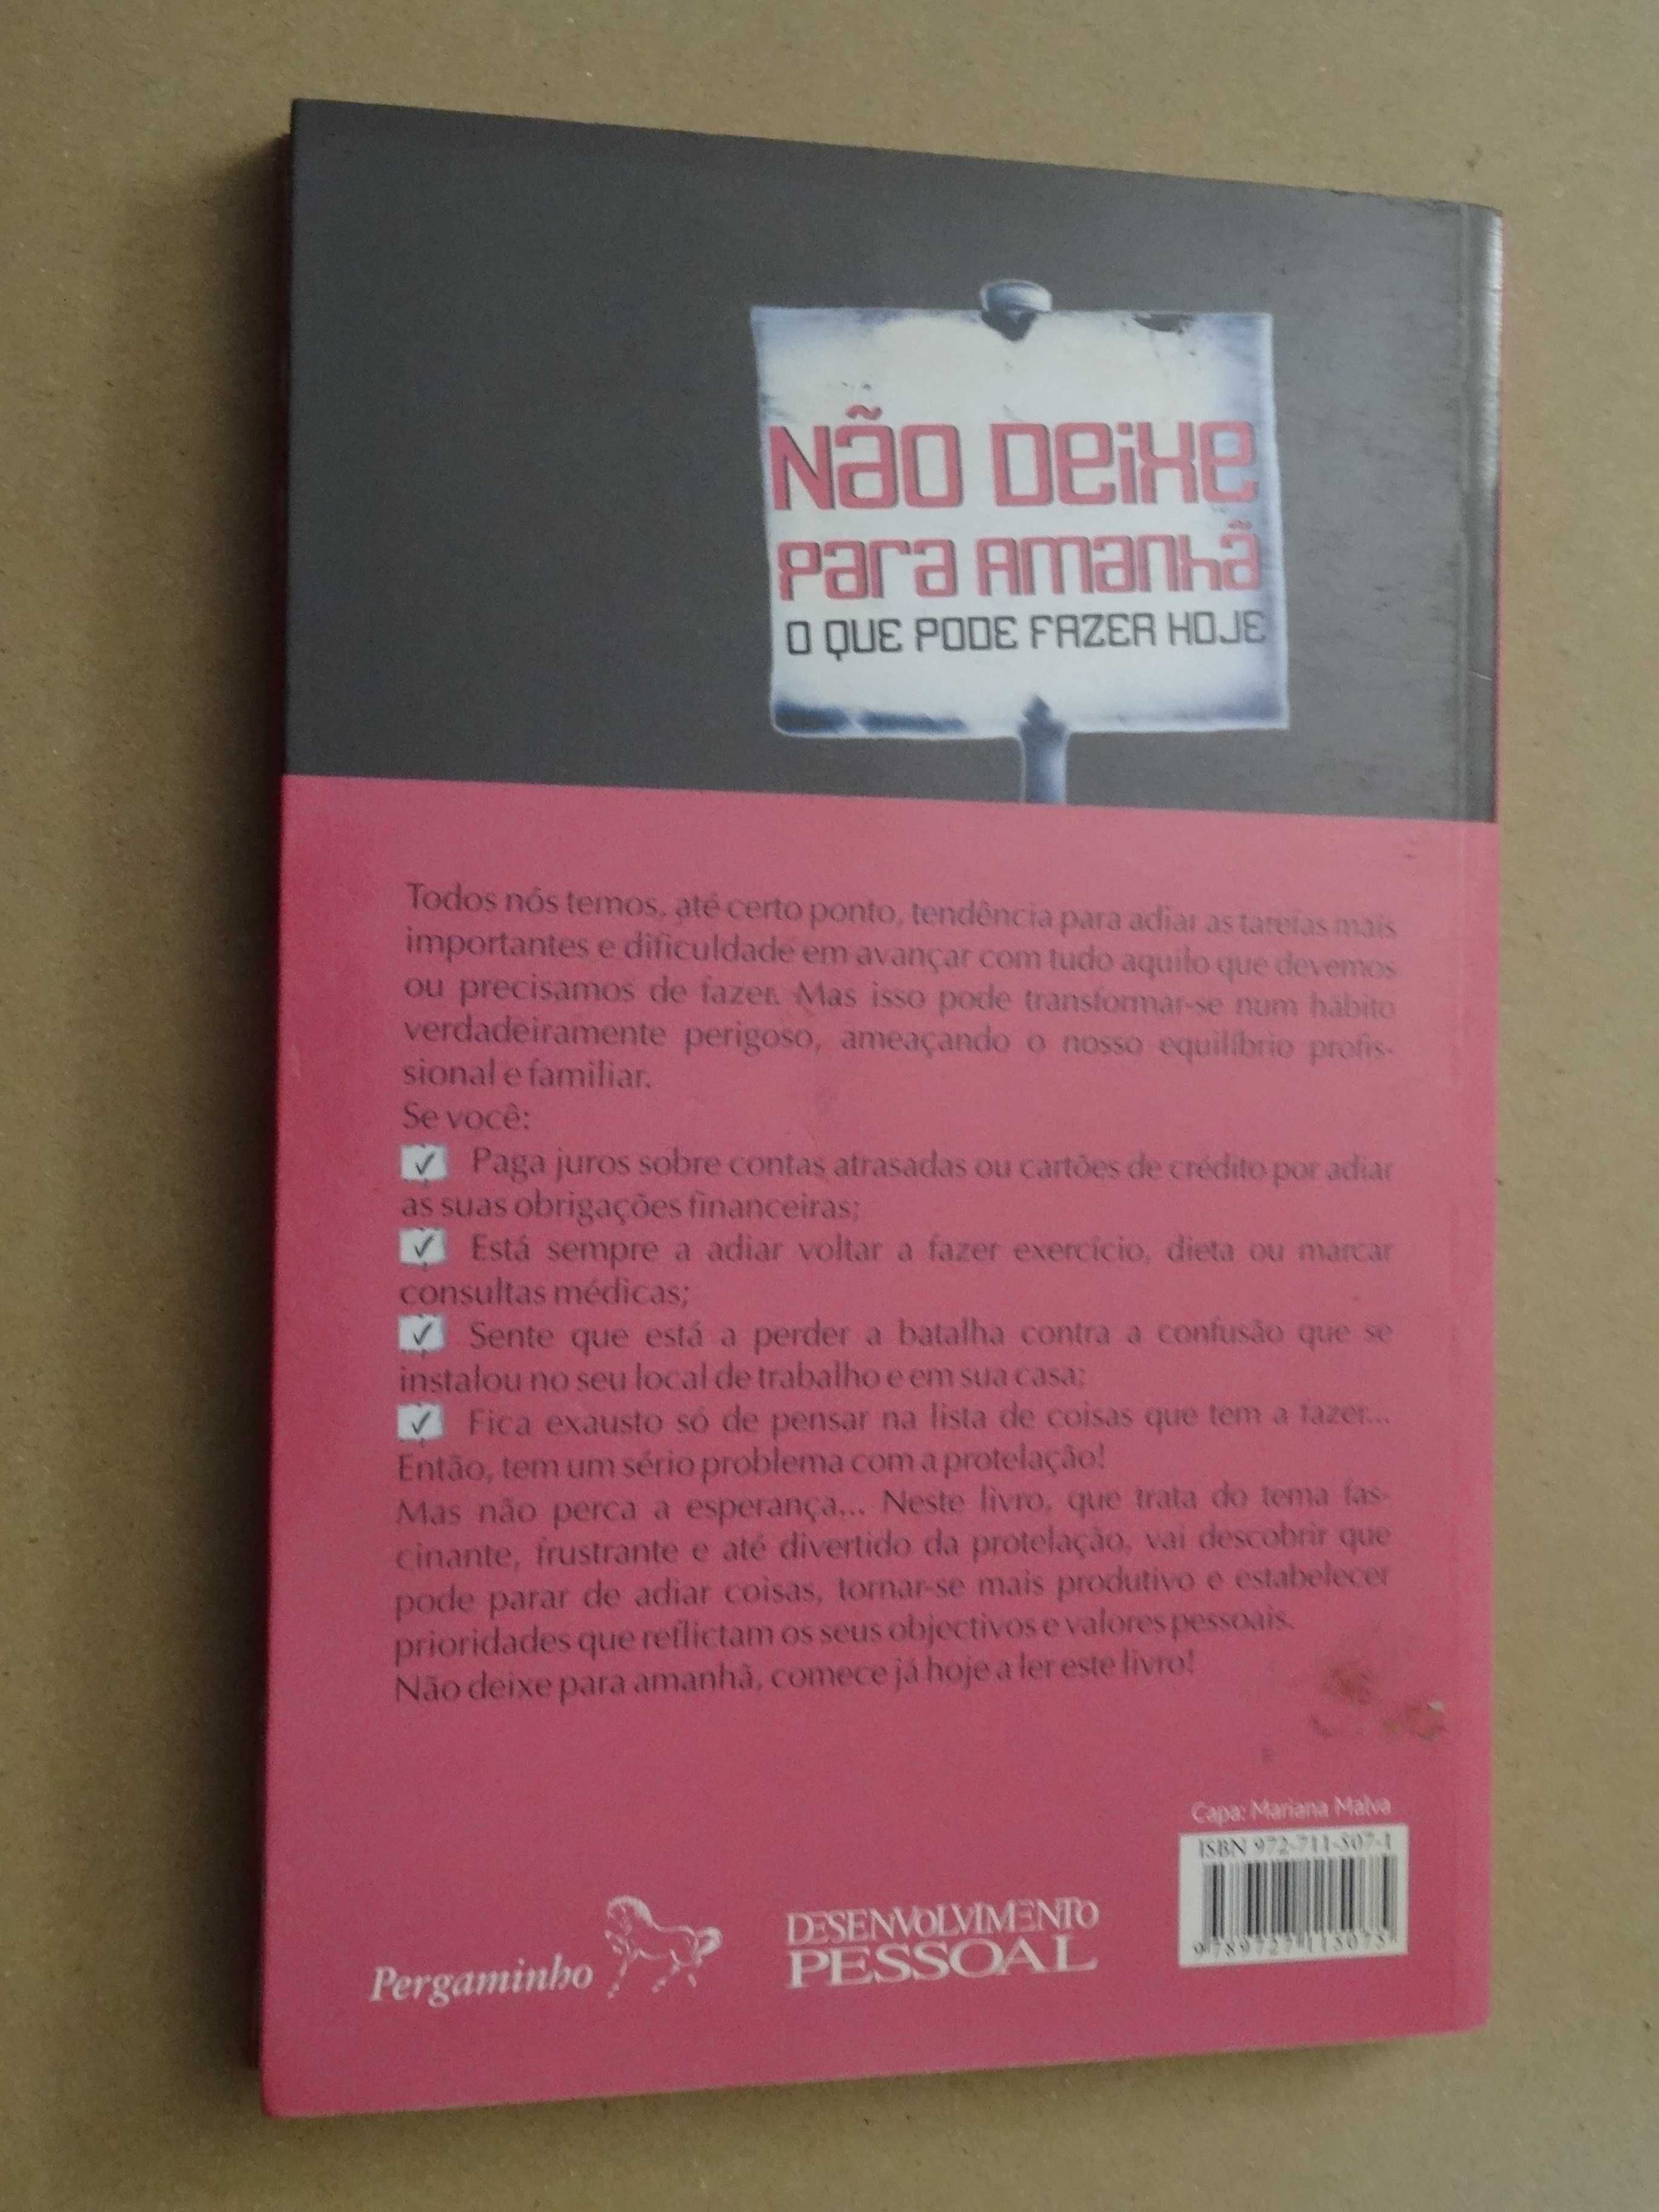 Não Deixe
para Amanhã
O QUE PODE FAZER HOJE
Todos nós temos, até certo ponto, tendência para adiar as tarefas mais
importantes e dificuldade em avançar com tudo aquilo que devemos
ou precisamos de fazer. Mas isso pode transformar-se num hábito
verdadeiramente perigoso, ameaçando o nosso equilíbrio profis-
sional e familiar.
Se você:
✓ Paga juros sobre contas atrasadas ou cartões de crédito por adiar
as suas obrigações financeiras;
✓ Está sempre a adiar voltar a fazer exercício, dieta ou marcar
consultas médicas;
✓ Sente que está a perder a batalha contra a confusão que se
instalou no seu local de trabalho e em sua casa;
✓ Fica exausto só de pensar na lista de coisas que tem a fazer...
Então, tem um sério problema com a protelação!
Mas não perca a esperança... Neste livro, que trata do tema fas-
cinante, frustrante e até divertido da protelação, vai descobrir que
pode parar de adiar coisas, tornar-se mais produtivo e estabelecer
prioridades que reflictam os seus objectivos e valores pessoais.
Não deixe para amanhã, comece já hoje a ler este livro!
Capa: Mariana Malva
ISBN 972-711-507-1
9 789727 115075
Pergaminho
DESENVOLVIMENTO
PESSOAL